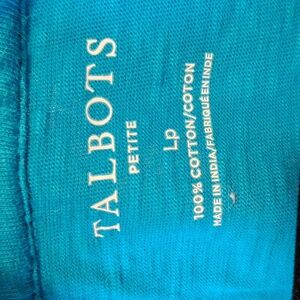 TALBOTS
PETITE
Lp
100% COTTON/COTON
MADE IN INDIA/FABRIQUÉ EN INDE